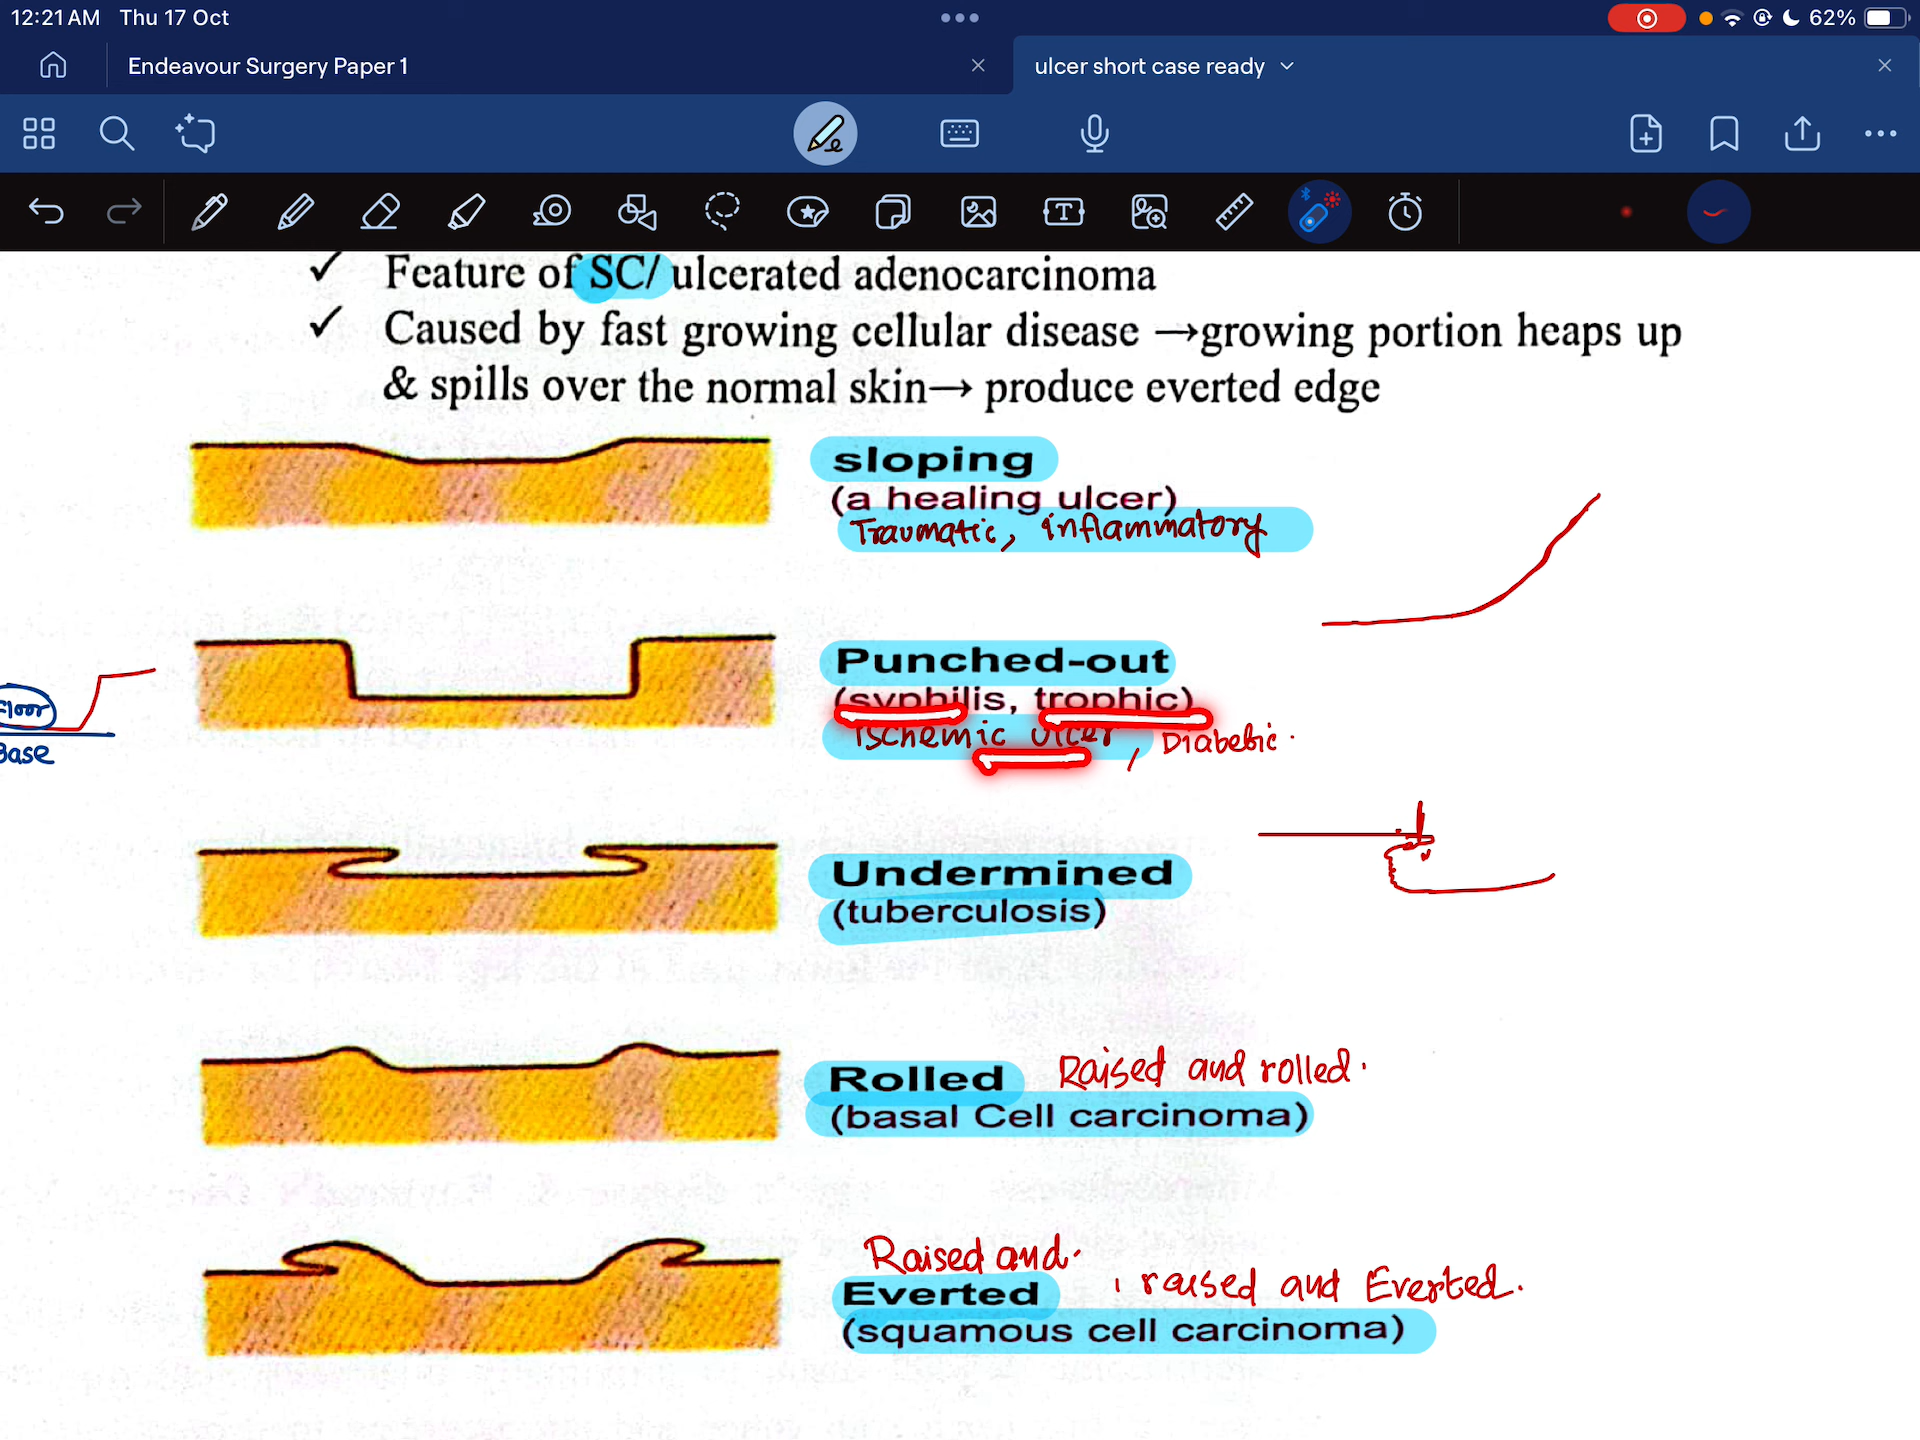 12:21 AM Thu 17 Oct
62%
Endeavour Surgery Paper 1
ulcer short case ready
✓ Feature of SC/ ulcerated adenocarcinoma
✓ Caused by fast growing cellular disease →growing portion heaps up
& spills over the normal skin→ produce everted edge
sloping
(a healing ulcer)
Traumatic, inflammatory
Punched-out
(syphilis, trophic)
Ischemic ulcer, Diabetic.
Floor
Base
Undermined
(tuberculosis)
Rolled Raised and rolled.
(basal Cell carcinoma)
Raised and.
Everted , raised and Everted.
(squamous cell carcinoma)